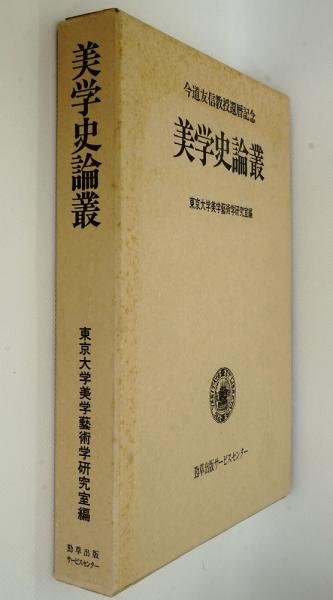 美学史論叢
東京大学美学藝術学研究室編
勁草出版
サービスセンター
今道友信教授還暦記念
美学史論叢
東京大学美学藝術学研究室編
勁草出版サービスセンター